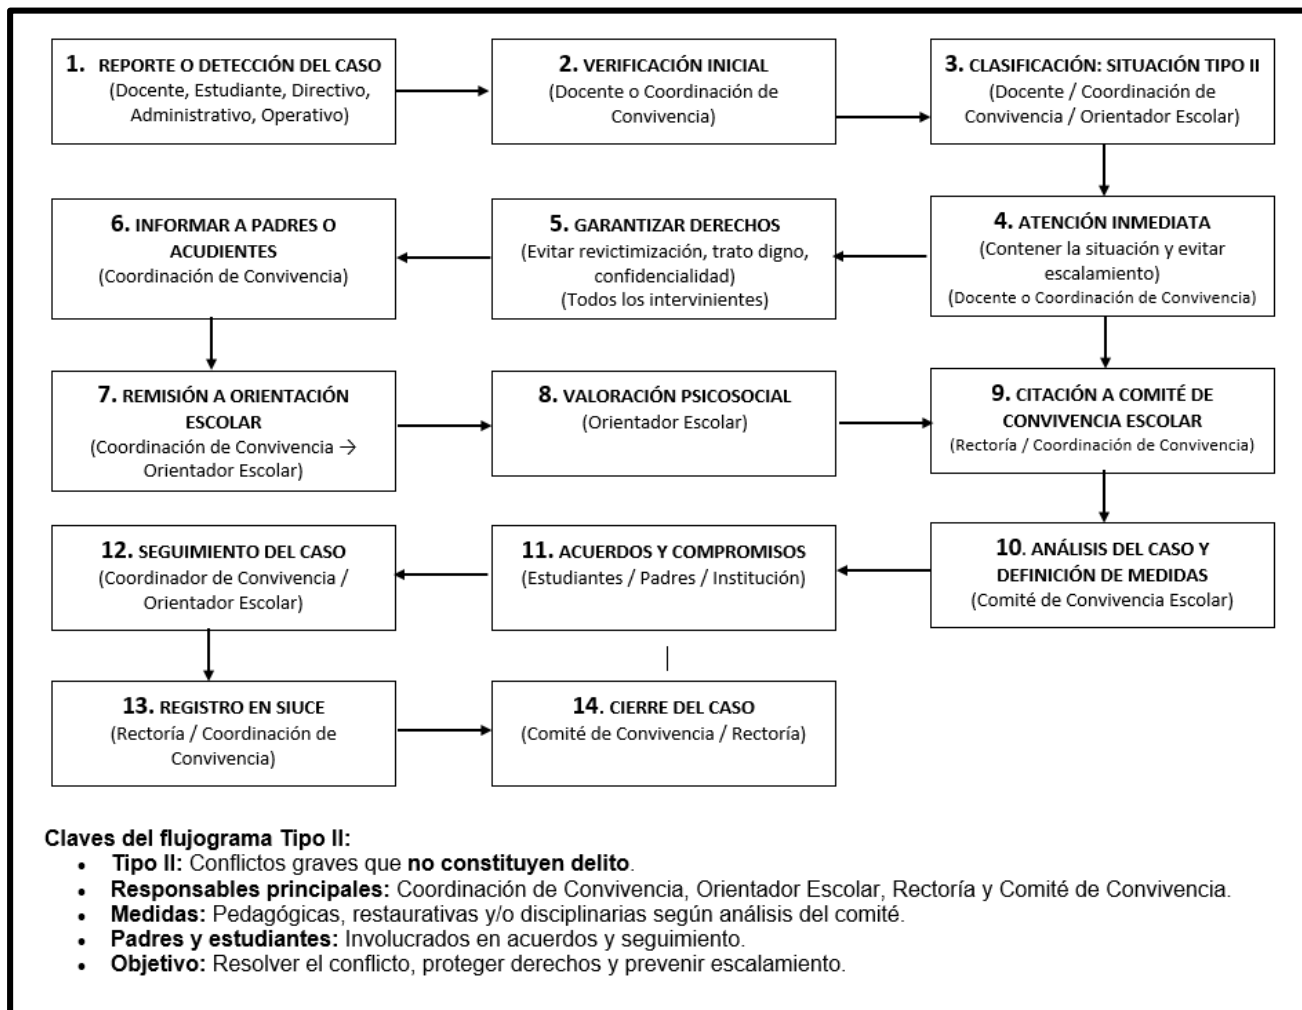 1. REPORTE O DETECCIÓN DEL CASO
(Docente, Estudiante, Directivo,
Administrativo, Operativo)
2. VERIFICACIÓN INICIAL
(Docente o Coordinación de
Convivencia)
3. CLASIFICACIÓN: SITUACIÓN TIPO II
(Docente / Coordinación de
Convivencia / Orientador Escolar)
4. ATENCIÓN INMEDIATA
(Contener la situación y evitar
escalamiento)
(Docente o Coordinación de Convivencia)
5. GARANTIZAR DERECHOS
(Evitar revictimización, trato digno,
confidencialidad)
(Todos los intervinientes)
6. INFORMAR A PADRES O
ACUDIENTES
(Coordinación de Convivencia)
7. REMISIÓN A ORIENTACIÓN
ESCOLAR
(Coordinación de Convivencia →
Orientador Escolar)
8. VALORACIÓN PSICOSOCIAL
(Orientador Escolar)
9. CITACIÓN A COMITÉ DE
CONVIVENCIA ESCOLAR
(Rectoría / Coordinación de Convivencia)
10. ANÁLISIS DEL CASO Y
DEFINICIÓN DE MEDIDAS
(Comité de Convivencia Escolar)
11. ACUERDOS Y COMPROMISOS
(Estudiantes / Padres / Institución)
12. SEGUIMIENTO DEL CASO
(Coordinador de Convivencia /
Orientador Escolar)
13. REGISTRO EN SIUCE
(Rectoría / Coordinación de
Convivencia)
14. CIERRE DEL CASO
(Comité de Convivencia / Rectoría)
Claves del flujograma Tipo II:
• Tipo II: Conflictos graves que no constituyen delito.
• Responsables principales: Coordinación de Convivencia, Orientador Escolar, Rectoría y Comité de Convivencia.
• Medidas: Pedagógicas, restaurativas y/o disciplinarias según análisis del comité.
• Padres y estudiantes: Involucrados en acuerdos y seguimiento.
• Objetivo: Resolver el conflicto, proteger derechos y prevenir escalamiento.